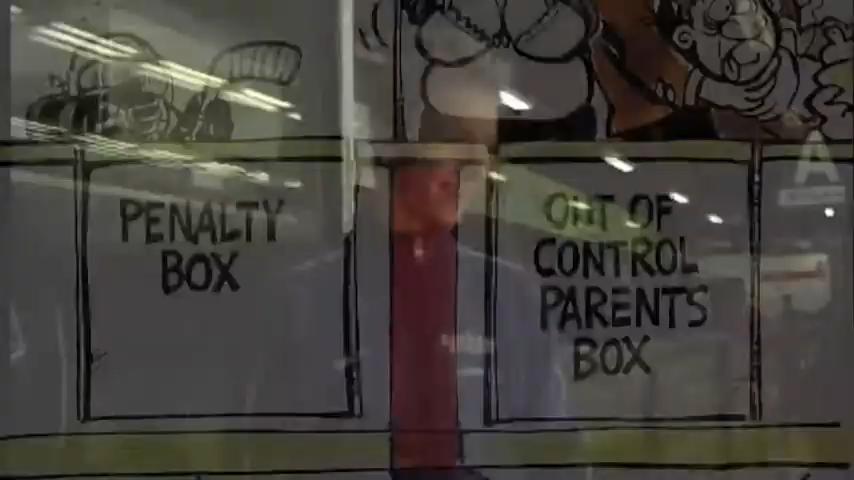 PENALTY
BOX
OUT OF
CONTROL
PARENTS
BOX
A